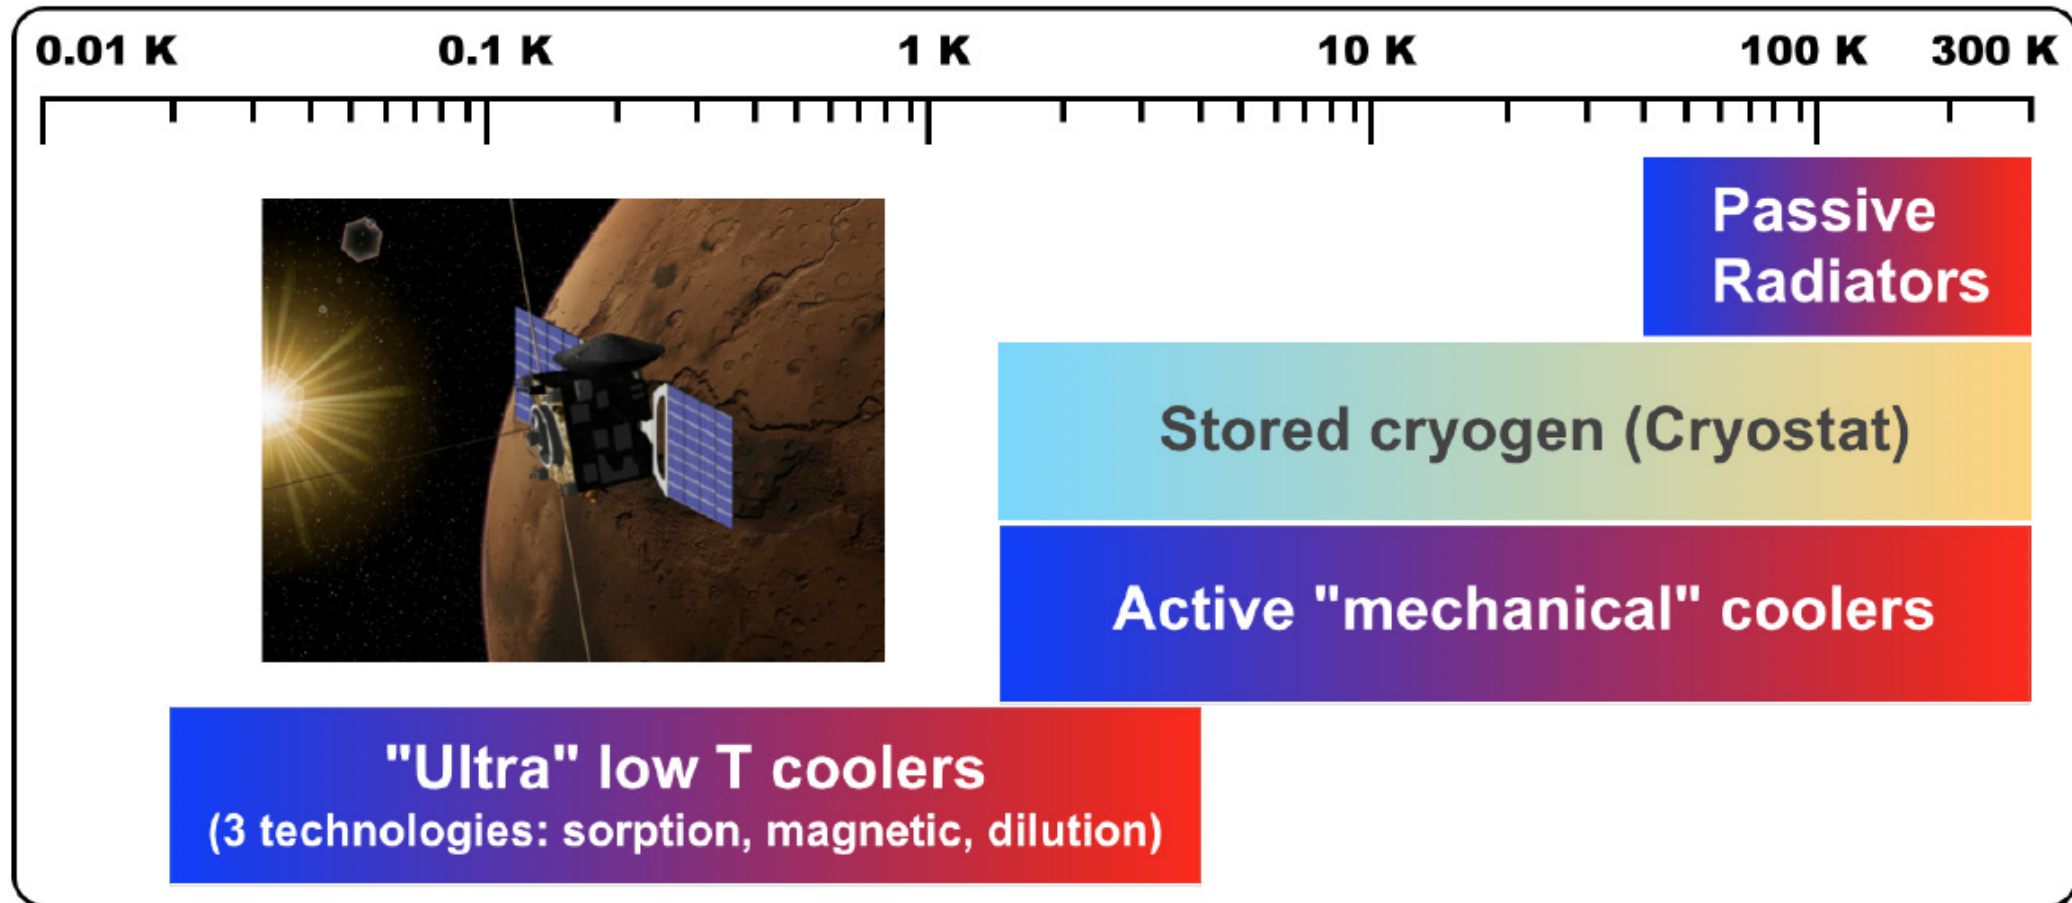 0.01 K 0.1 K 1 K 10 K 100 K 300 K
Passive
Radiators
Stored cryogen (Cryostat)
Active "mechanical" coolers
"Ultra" low T coolers
(3 technologies: sorption, magnetic, dilution)